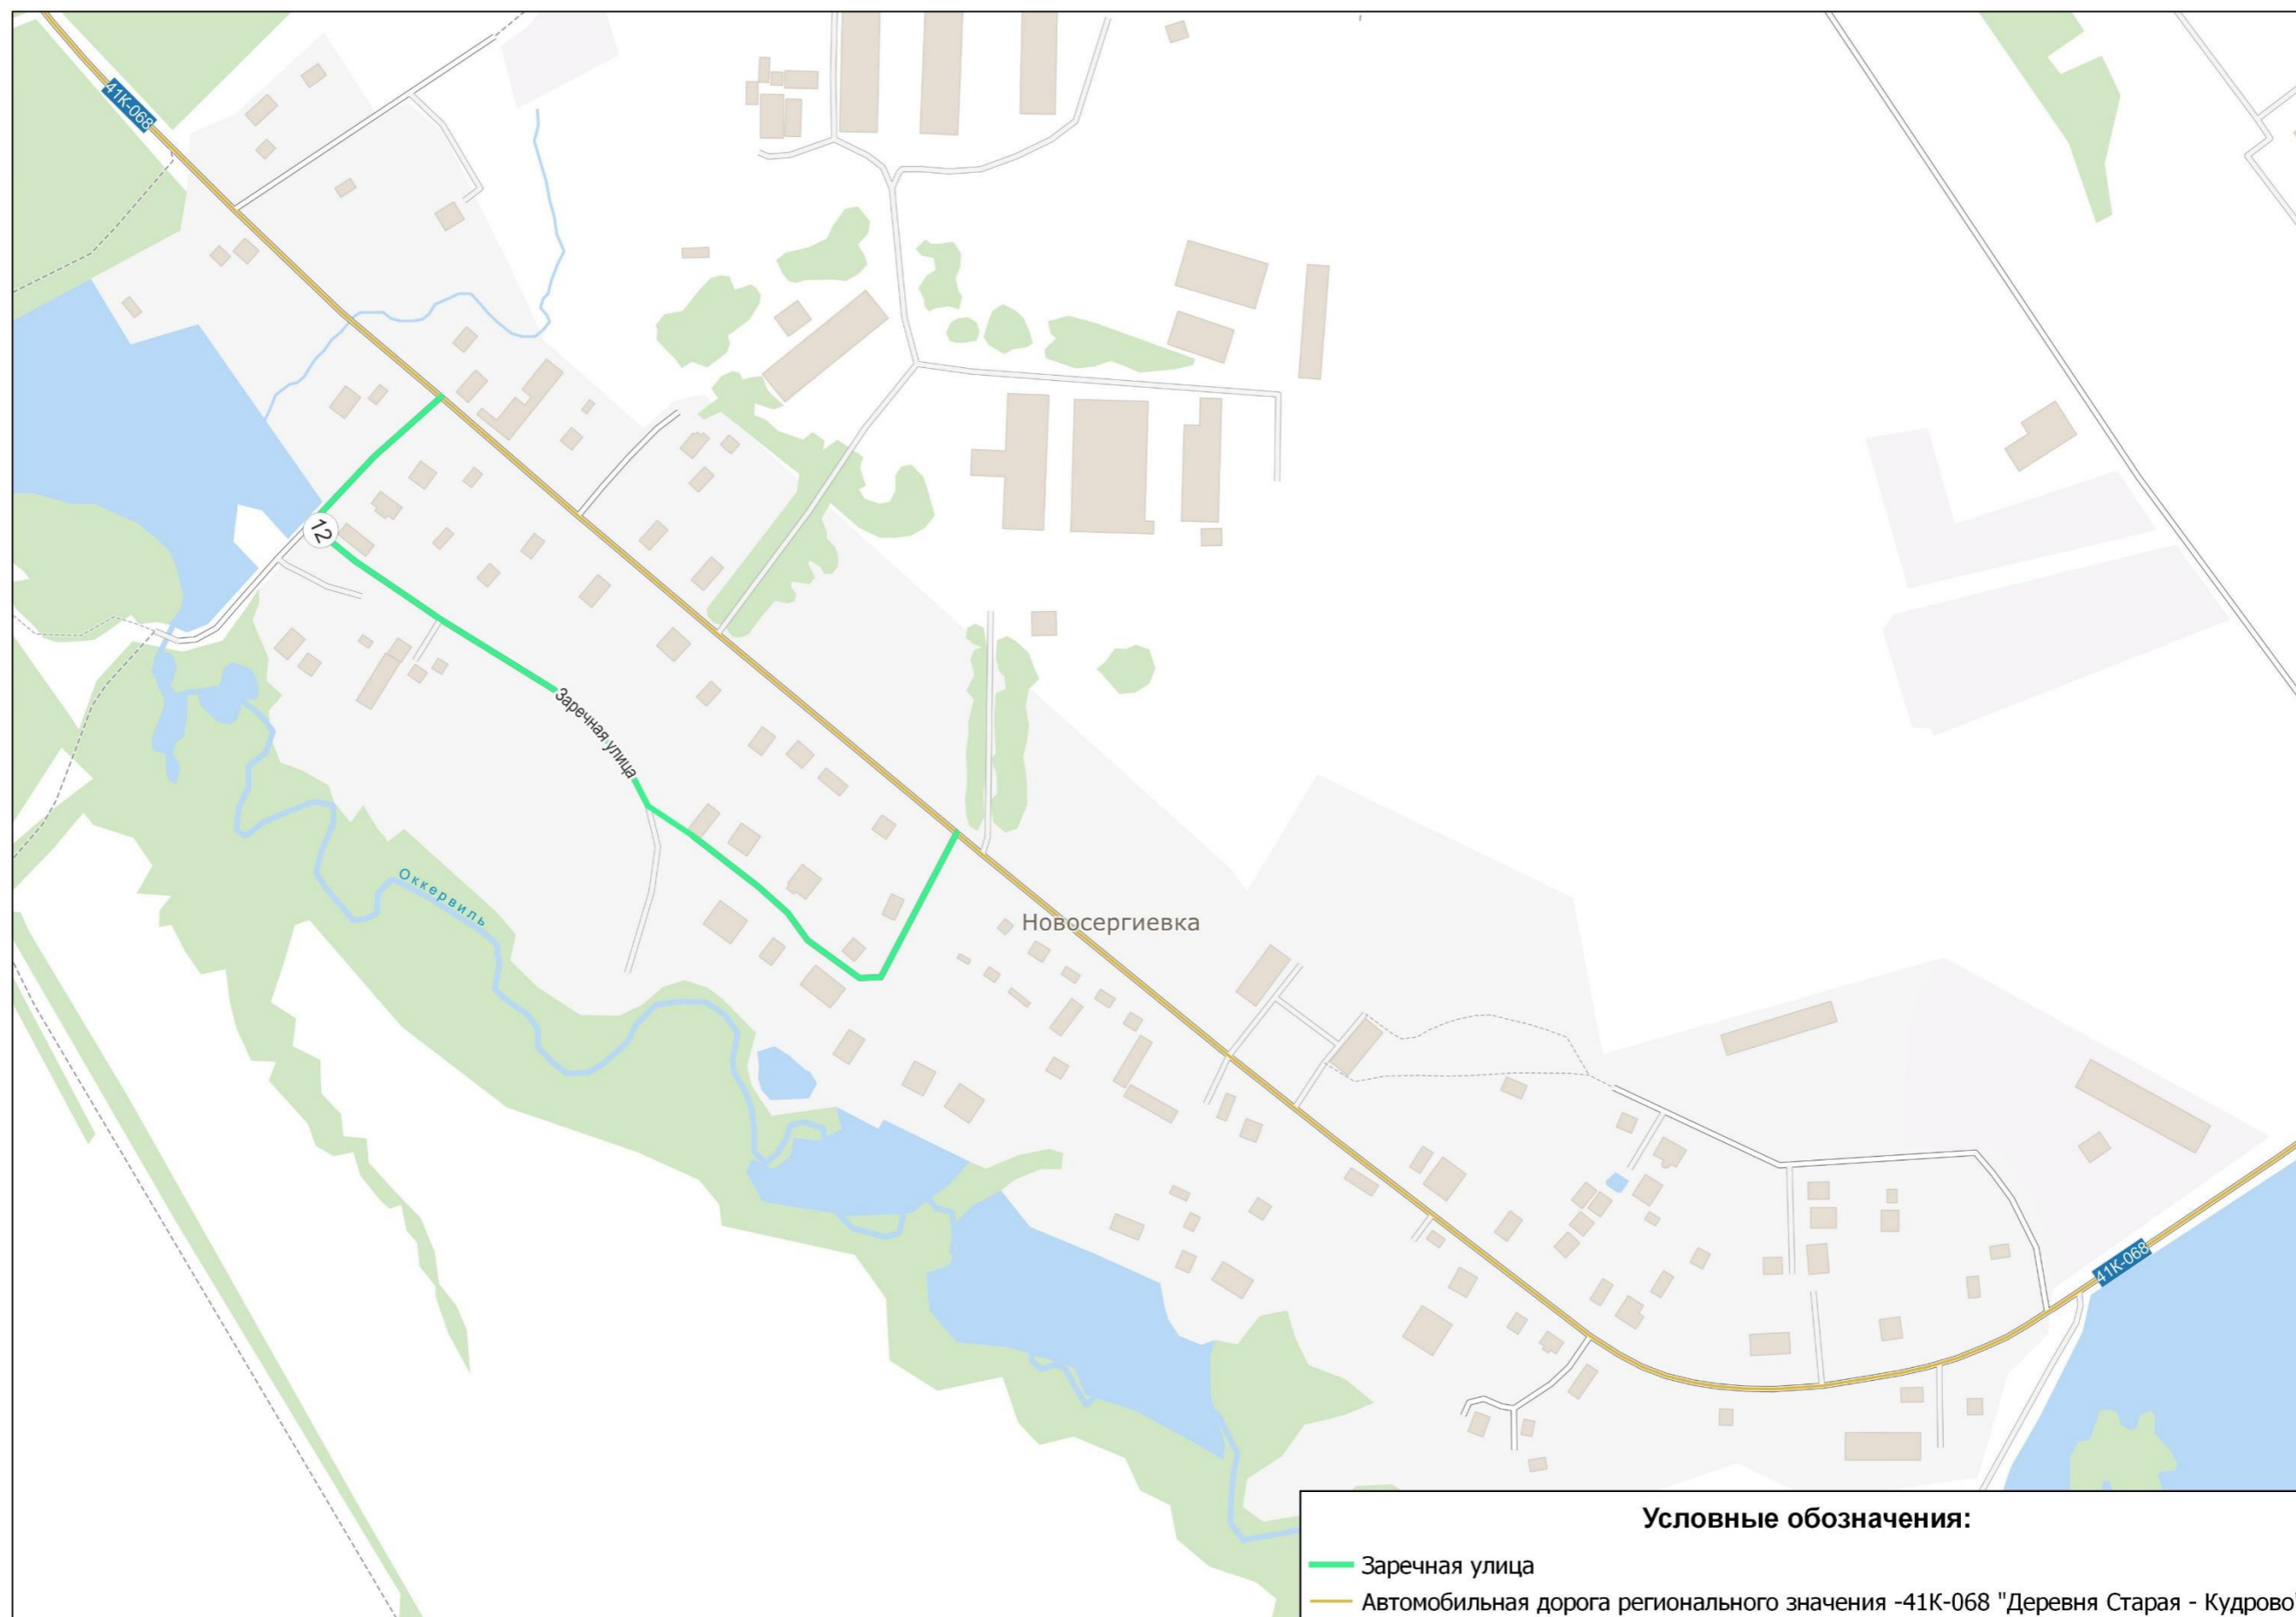 41К-068
12
Заречная улица
Оккервиль
Новосергиевка
41К-068
Условные обозначения:
Заречная улица
Автомобильная дорога регионального значения -41К-068 "Деревня Старая - Кудрово"